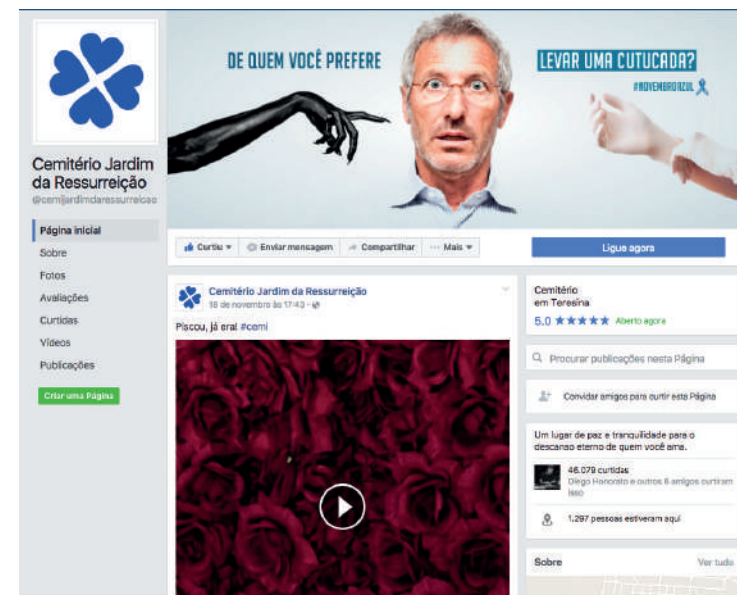 DE QUEM VOCÊ PREFERE
LEVAR UMA CUTUCADA?
#NOVEMBROAZUL
Cemitério Jardim
da Ressurreição
@cemijardimdaressurreicao
Página inicial
Sobre
Fotos
Avaliações
Curtidas
Vídeos
Publicações
Criar uma Página
Curtiu
Enviar mensagem
Compartilhar
Mais
Ligue agora
Cemitério Jardim da Ressurreição
18 de novembro às 17:43
Piscou, já era! #cemi
Cemitério
em Teresina
5,0 ★★★★★ Aberto agora
Procurar publicações nesta Página
Convidar amigos para curtir esta Página
Um lugar de paz e tranquilidade para o
descanso eterno de quem você ama.
46.079 curtidas
Diego Honorato e outros 6 amigos curtiram
isso
1.297 pessoas estiveram aqui
Sobre
Ver tudo